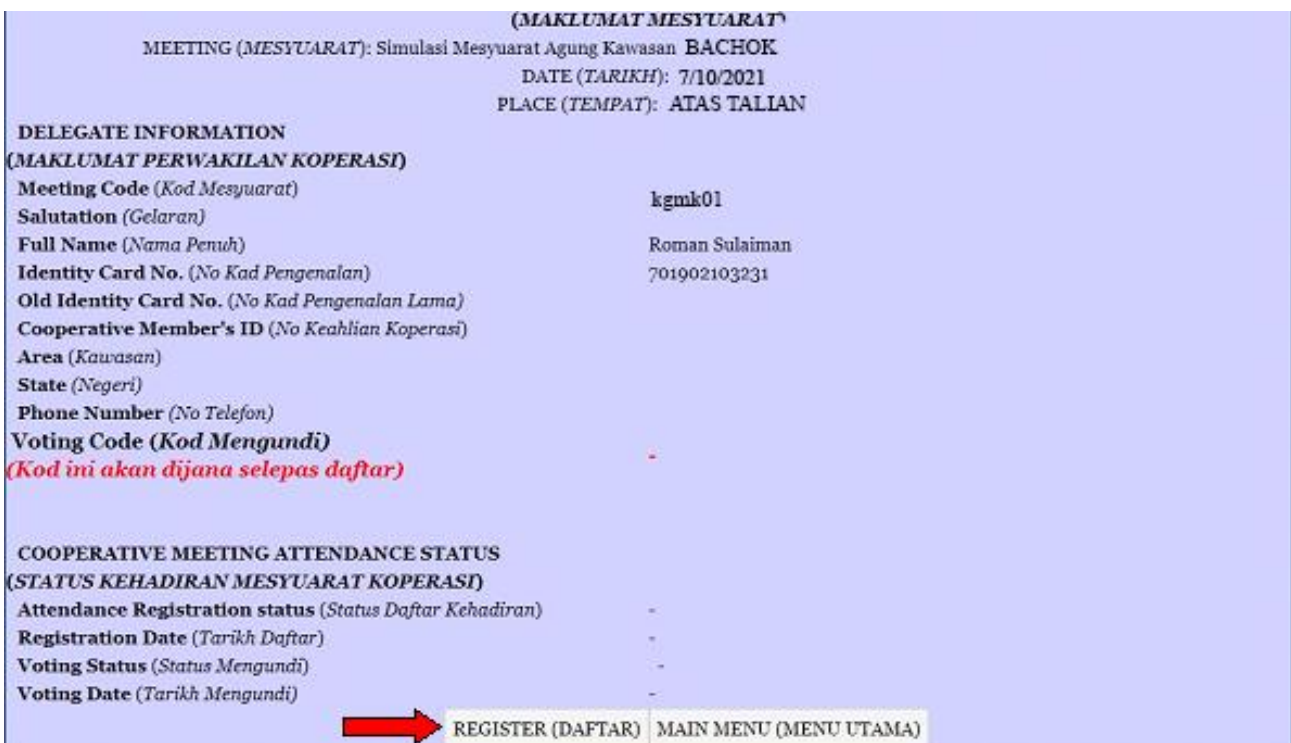 (MAKLUMAT MESYUARAT)
MEETING (MESYUARAT): Simulasi Mesyuarat Agung Kawasan BACHOK
DATE (TARIKH): 7/10/2021
PLACE (TEMPAT): ATAS TALIAN
DELEGATE INFORMATION
(MAKLUMAT PERWAKILAN KOPERASI)
Meeting Code (Kod Mesyuarat) kgmk01
Salutation (Gelaran)
Full Name (Nama Penuh) Roman Sulaiman
Identity Card No. (No Kad Pengenalan) 701902103231
Old Identity Card No. (No Kad Pengenalan Lama)
Cooperative Member's ID (No Keahlian Koperasi)
Area (Kawasan)
State (Negeri)
Phone Number (No Telefon)
Voting Code (Kod Mengundi) -
(Kod ini akan dijana selepas daftar)
COOPERATIVE MEETING ATTENDANCE STATUS
(STATUS KEHADIRAN MESYUARAT KOPERASI)
Attendance Registration status (Status Daftar Kehadiran) -
Registration Date (Tarikh Daftar) -
Voting Status (Status Mengundi) -
Voting Date (Tarikh Mengundi) -
REGISTER (DAFTAR) MAIN MENU (MENU UTAMA)